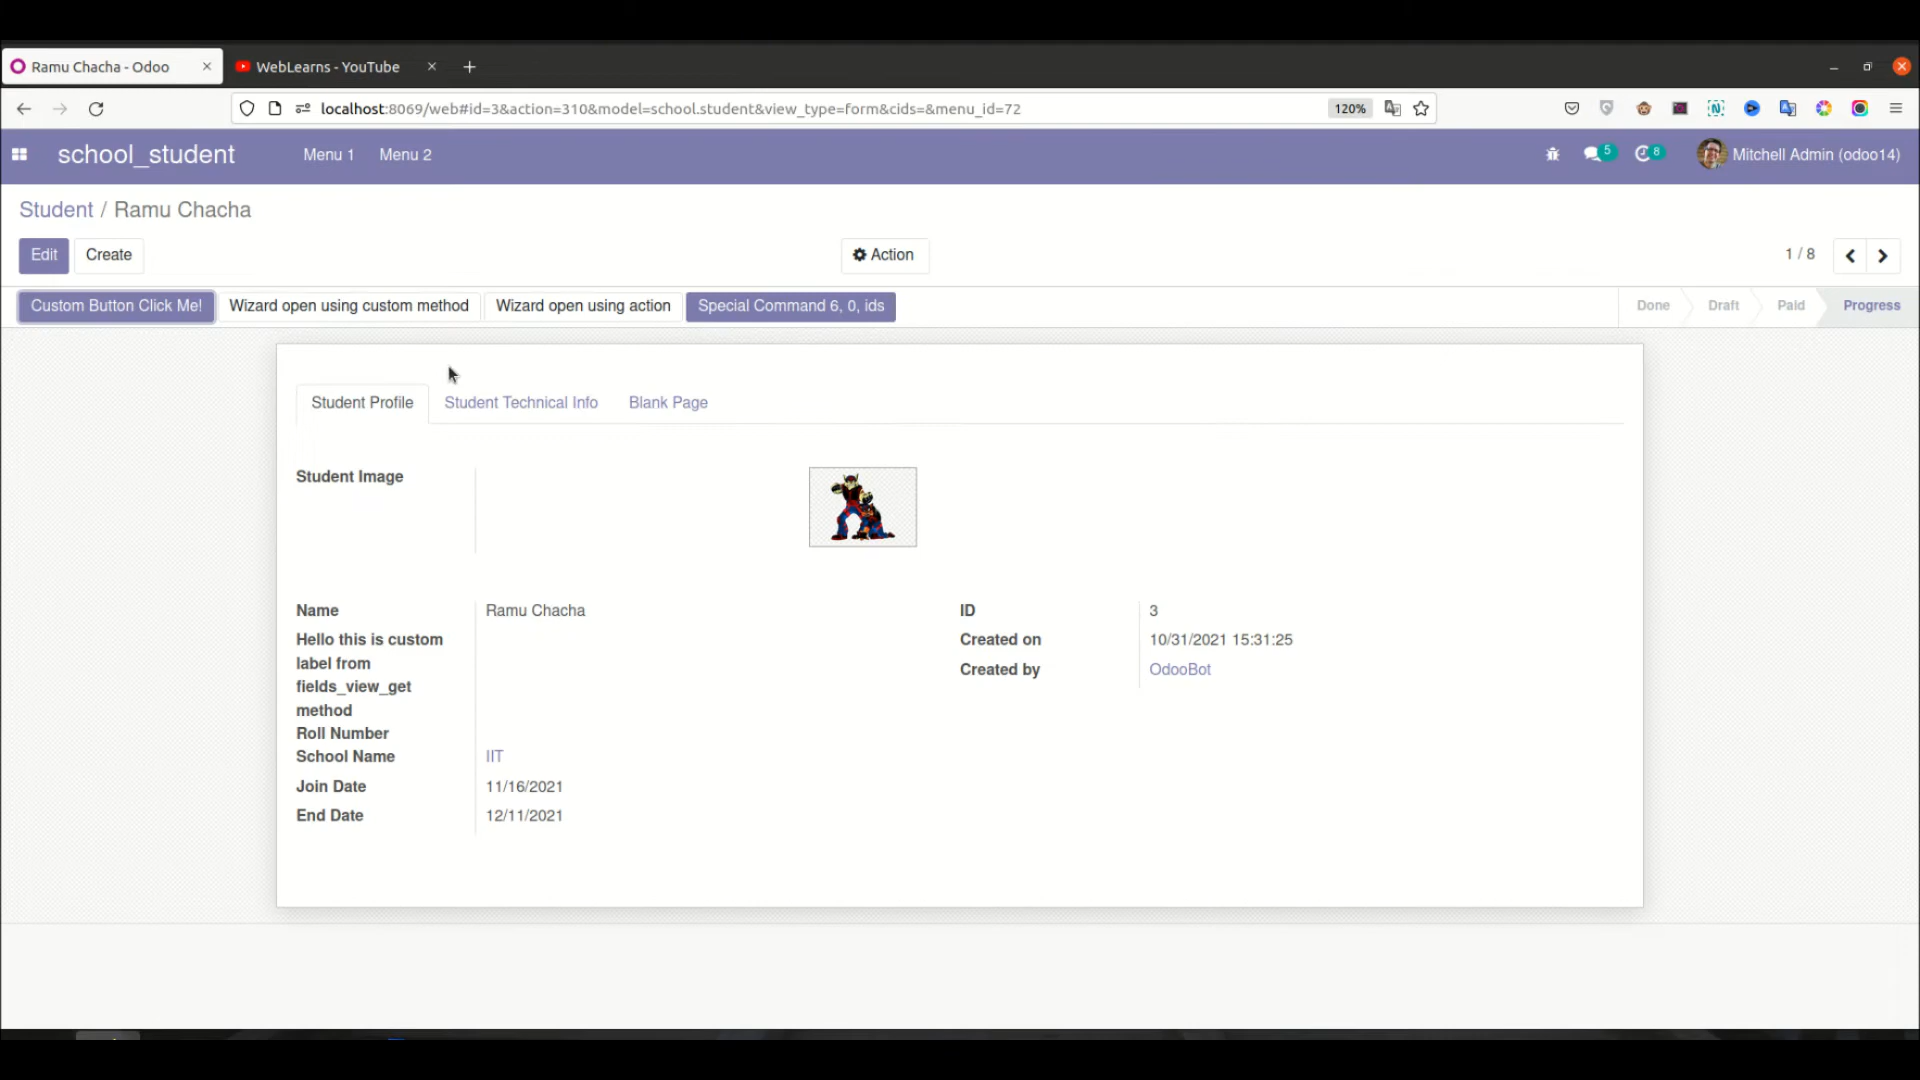 Ramu Chacha - Odoo
WebLearns - YouTube
localhost:8069/web#id=3&action=310&model=school.student&view_type=form&cids=&menu_id=72
120%
school_student
Menu 1
Menu 2
5
8
Mitchell Admin (odoo14)
Student / Ramu Chacha
Edit
Create
Action
1 / 8
Custom Button Click Me!
Wizard open using custom method
Wizard open using action
Special Command 6, 0, ids
Done
Draft
Paid
Progress
Student Profile
Student Technical Info
Blank Page
Student Image
Name
Ramu Chacha
Hello this is custom
label from
fields_view_get
method
Roll Number
School Name
IIT
Join Date
11/16/2021
End Date
12/11/2021
ID
3
Created on
10/31/2021 15:31:25
Created by
OdooBot